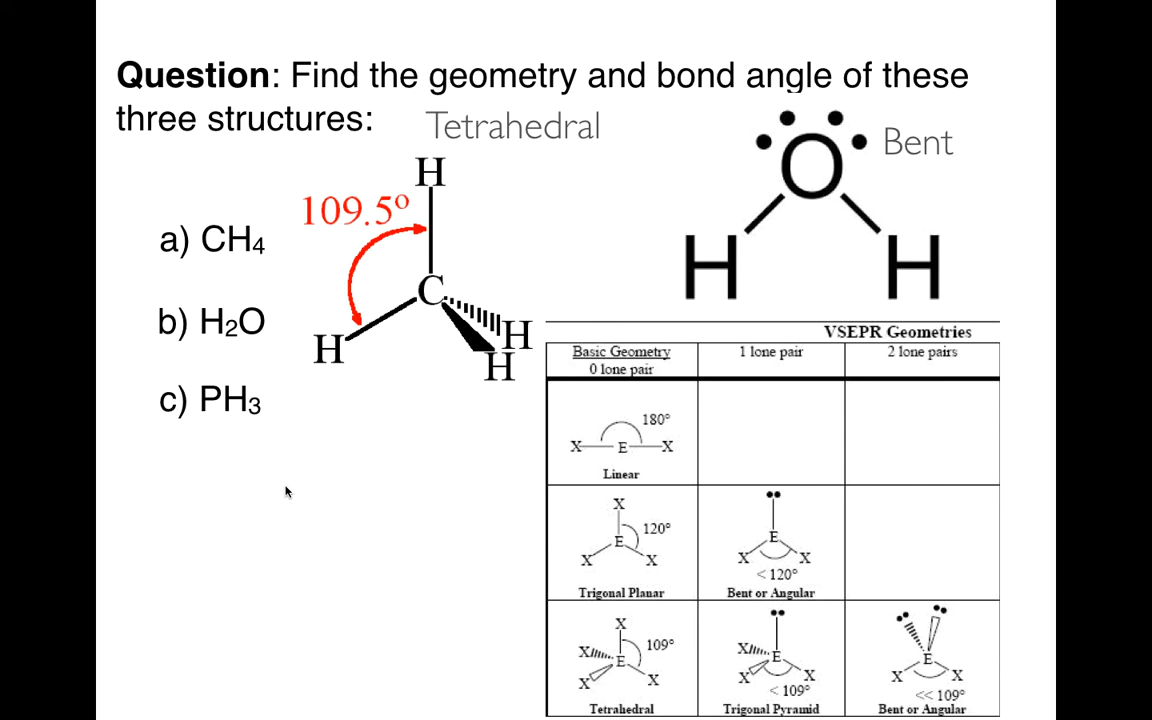 Question: Find the geometry and bond angle of these
three structures:
Tetrahedral
Bent
a) CH4
b) H2O
c) PH3
H
109.5º
C
H
H
H
O
H H
VSEPR Geometries
Basic Geometry
0 lone pair
1 lone pair
2 lone pairs
180°
X E X
Linear
X
120°
E
X X
Trigonal Planar
E
X X
< 120°
Bent or Angular
X
109°
X
E
X X
Tetrahedral
X
E
X X
< 109°
Trigonal Pyramid
E
X X
<< 109°
Bent or Angular